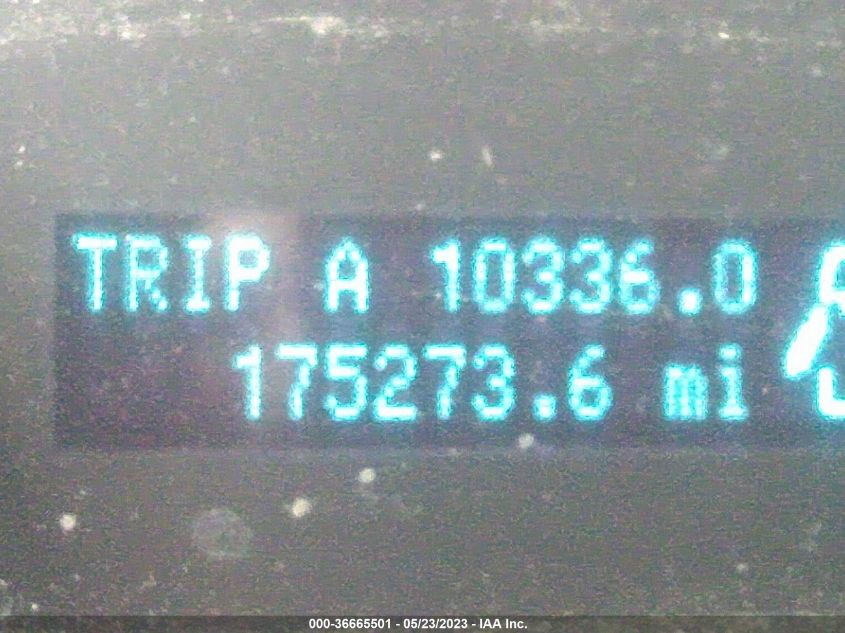 TRIP A 10336.0
175273.6 mi
000-36665501 - 05/23/2023 - IAA Inc.